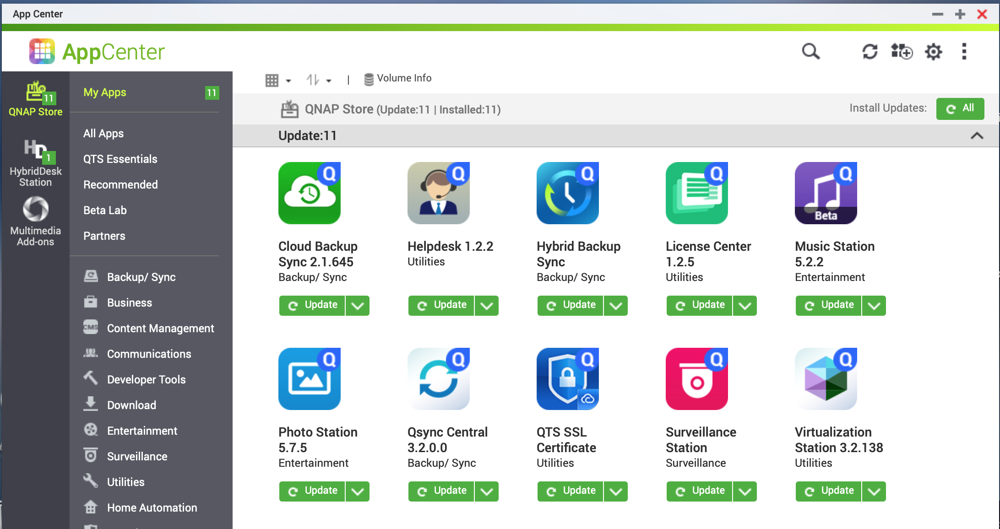 App Center
AppCenter
11
QNAP Store
1
HybridDesk
Station
Multimedia
Add-ons
My Apps 11
All Apps
QTS Essentials
Recommended
Beta Lab
Partners
Backup/ Sync
Business
CMS Content Management
Communications
Developer Tools
Download
Entertainment
Surveillance
Utilities
Home Automation
| Volume Info
QNAP Store (Update:11 | Installed:11)
Install Updates: All
Update:11
Q
Q
Q
Q
Q
Beta
Cloud Backup
Sync 2.1.645
Backup/ Sync
Update
Helpdesk 1.2.2
Utilities
Update
Hybrid Backup
Sync
Backup/ Sync
Update
License Center
1.2.5
Utilities
Update
Music Station
5.2.2
Entertainment
Update
Q
Q
Q
Q
Q
Photo Station
5.7.5
Entertainment
Update
Qsync Central
3.2.0.0
Backup/ Sync
Update
QTS SSL
Certificate
Utilities
Update
Surveillance
Station
Surveillance
Update
Virtualization
Station 3.2.138
Utilities
Update